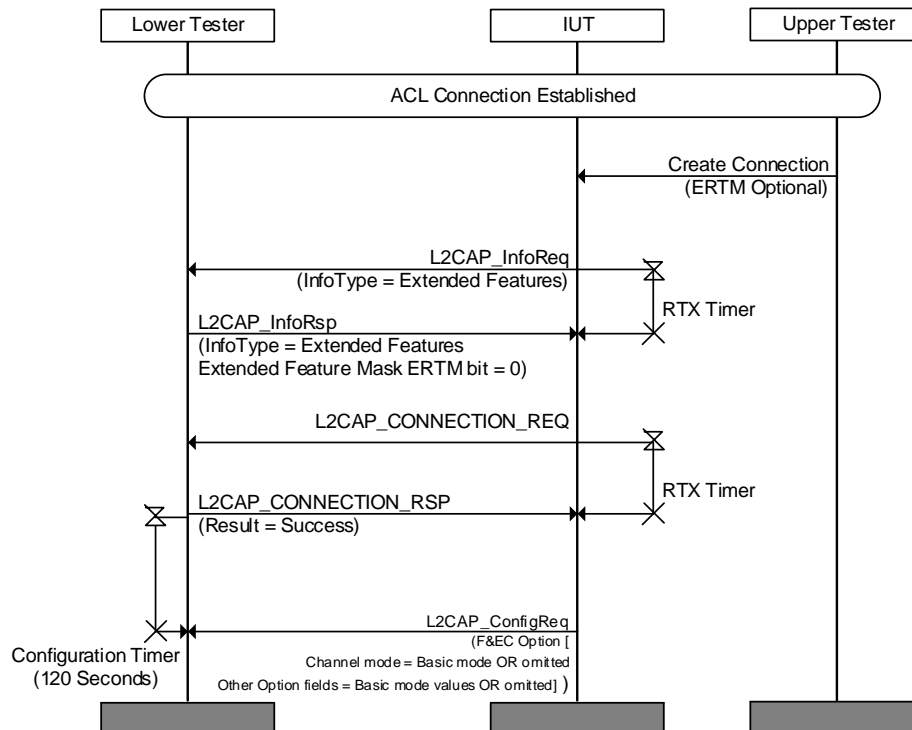 Lower Tester
IUT
Upper Tester
ACL Connection Established
Create Connection
(ERTM Optional)
L2CAP_InfoReq
(InfoType = Extended Features)
RTX Timer
L2CAP_InfoRsp
(InfoType = Extended Features
Extended Feature Mask ERTM bit = 0)
L2CAP_CONNECTION_REQ
RTX Timer
L2CAP_CONNECTION_RSP
(Result = Success)
L2CAP_ConfigReq
(F&EC Option [
Channel mode = Basic mode OR omitted
Other Option fields = Basic mode values OR omitted] )
Configuration Timer
(120 Seconds)